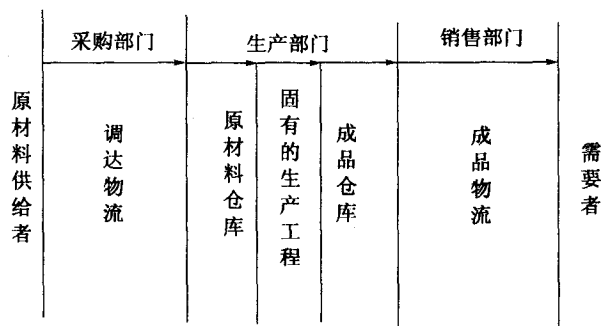 采购部门
生产部门
销售部门
原材料供给者
调达物流
原材料仓库
固有的生产工程
成品仓库
成品物流
需要者